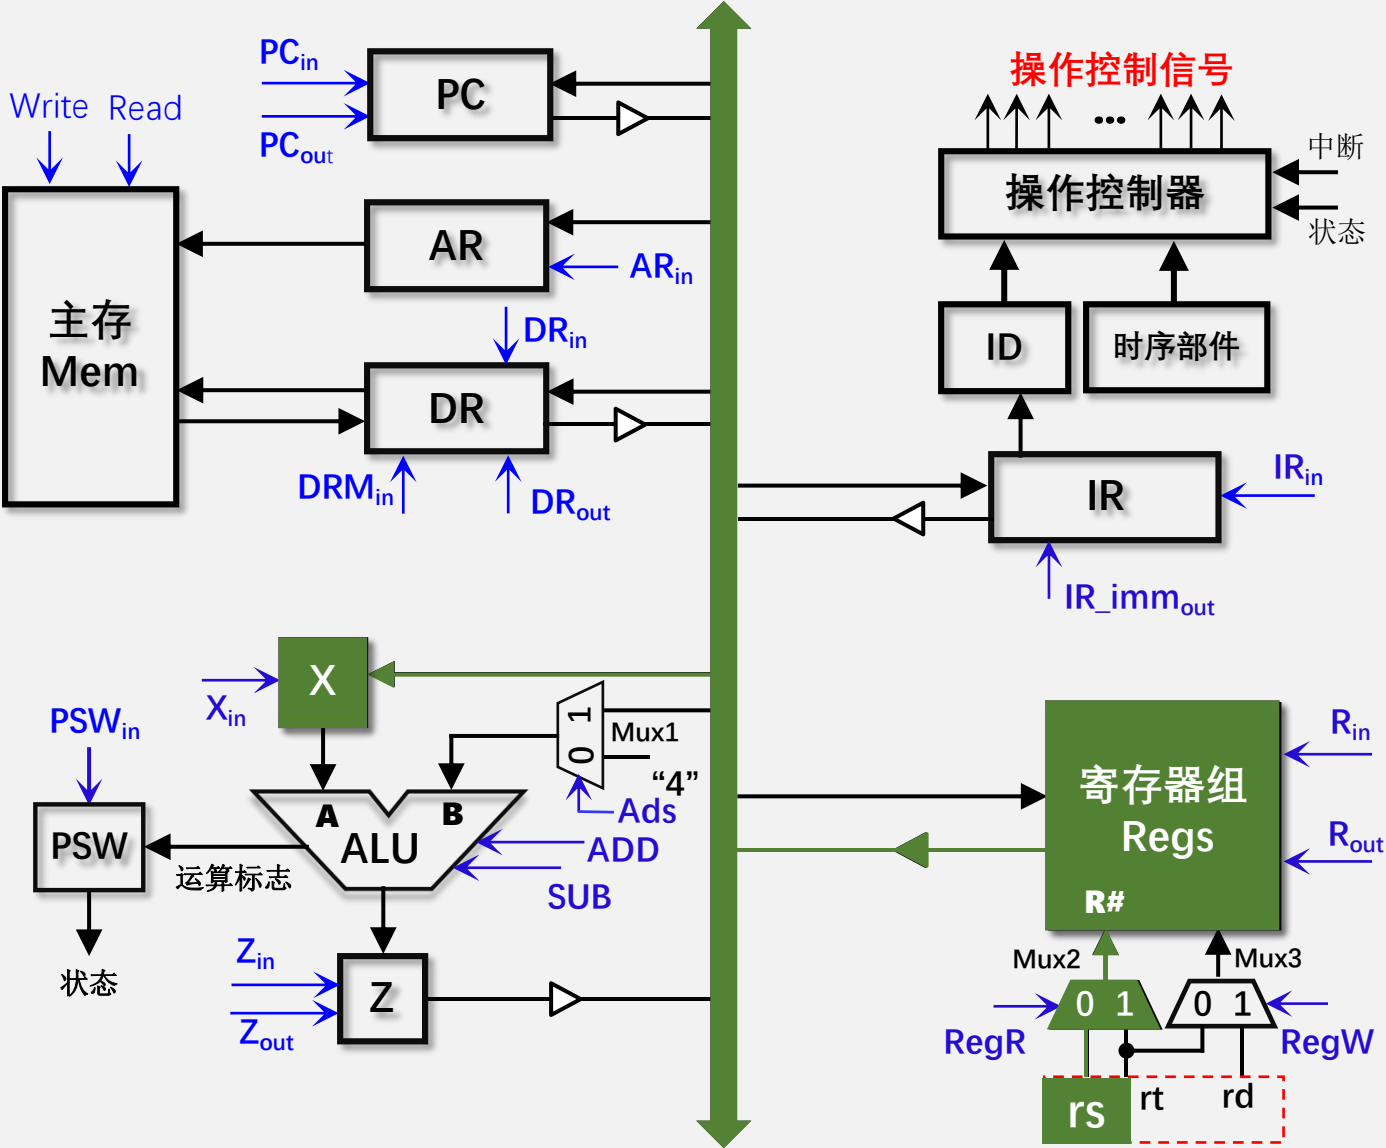 PCin
PC
PCout
Write
Read
AR
ARin
主存
Mem
DRin
DR
DRMin
DRout
操作控制信号
•••
中断
操作控制器
状态
ID
时序部件
IRin
IR
IR_immout
X
Xin
PSWin
1
0
Mux1
“4”
Ads
A
B
ALU
ADD
SUB
PSW
运算标志
状态
Zin
Z
Zout
Rin
寄存器组
Regs
Rout
R#
Mux2
Mux3
0 1
0 1
RegR
RegW
rs
rt
rd